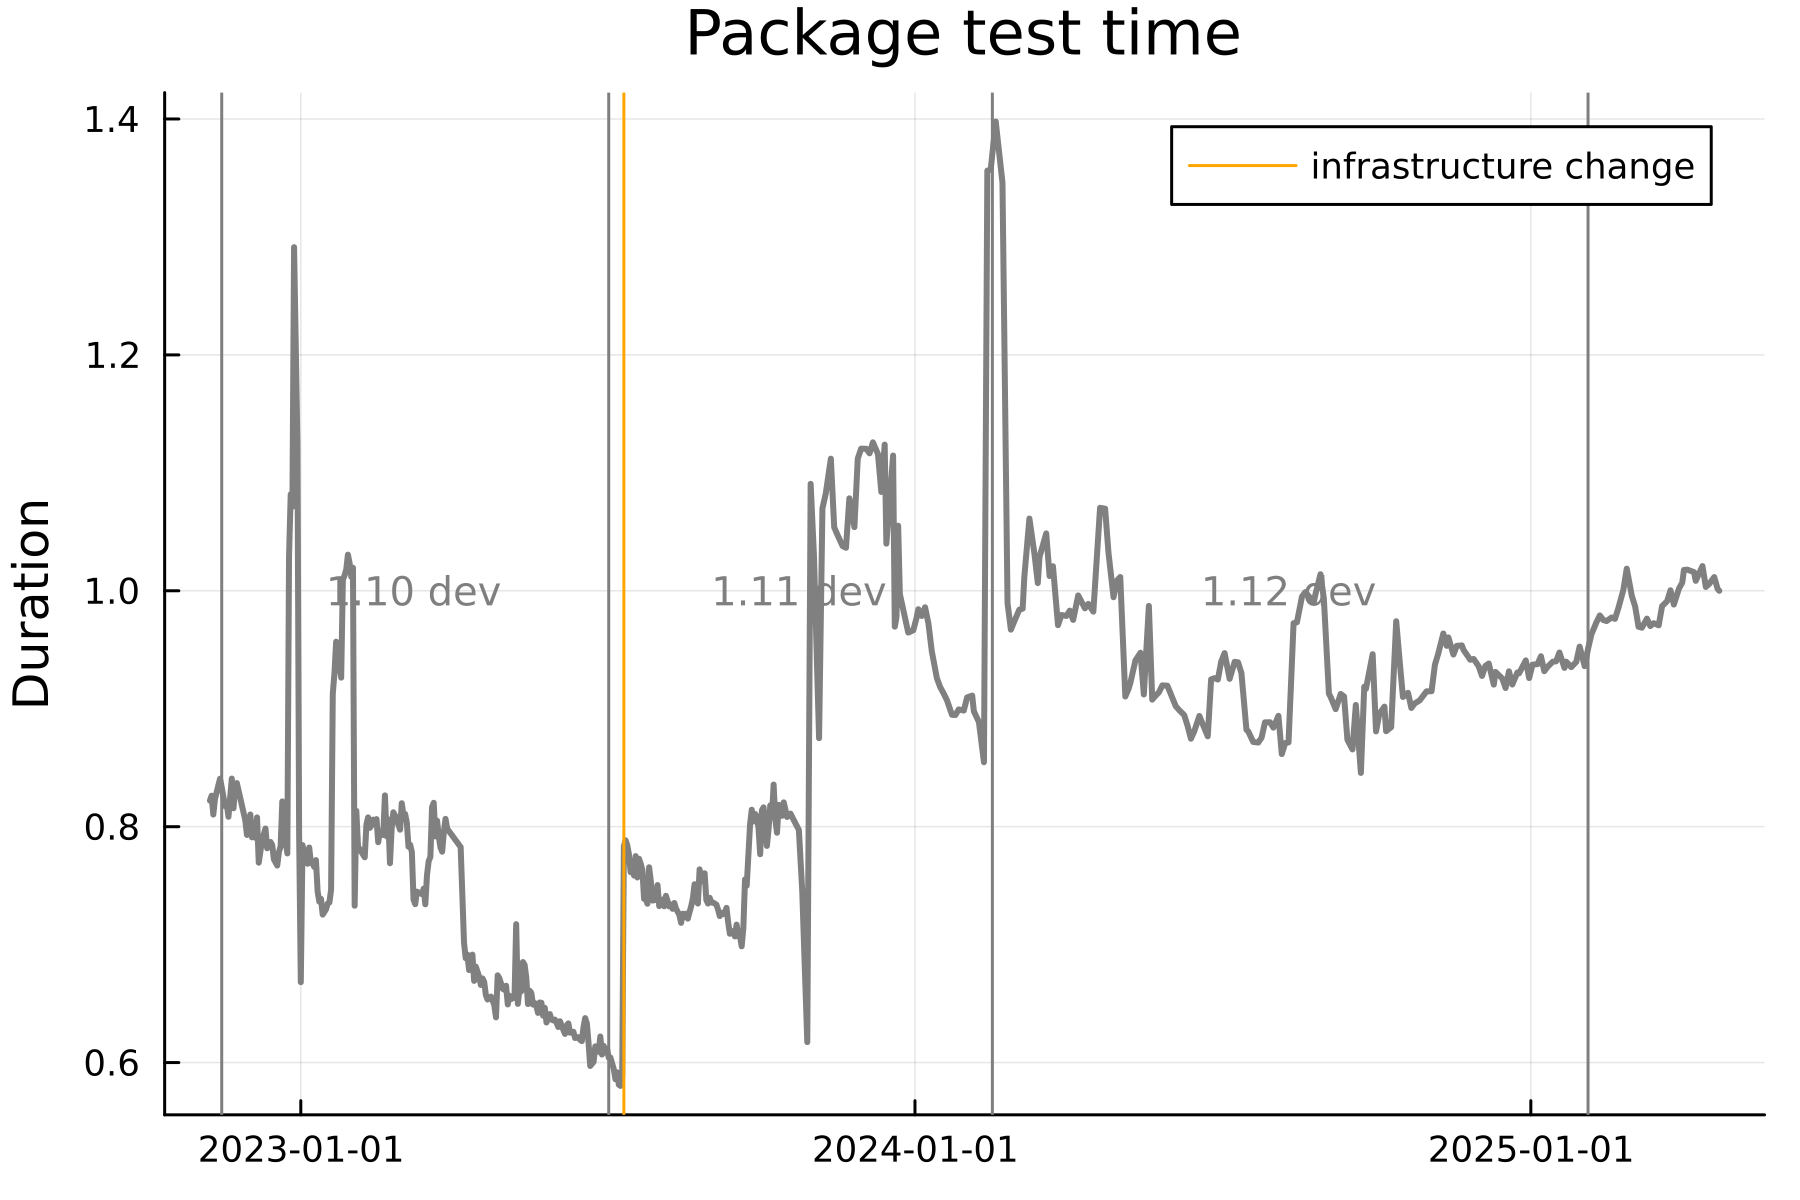 Package test time
infrastructure change
Duration
1.4
1.2
1.0
0.8
0.6
1.10 dev
1.11 dev
1.12 dev
2023-01-01
2024-01-01
2025-01-01